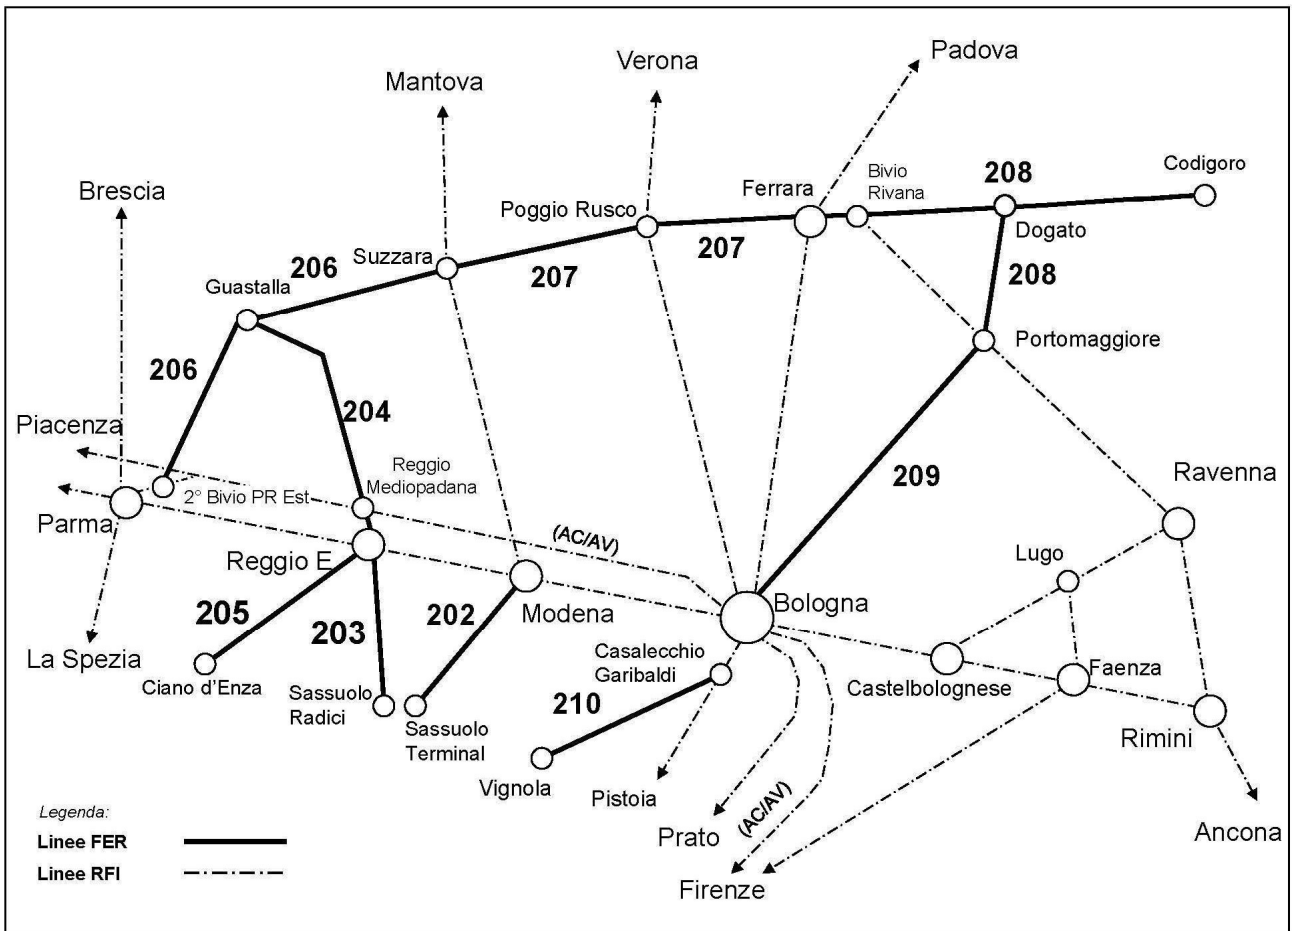 Padova
Verona
Mantova
Codigoro
208
Bivio
Rivana
Ferrara
Brescia
Poggio Rusco
Dogato
207
Suzzara
206
207
208
Guastalla
Portomaggiore
206
204
Piacenza
Reggio
Mediopadana
Ravenna
209
2° Bivio PR Est
Parma
(AC/AV)
Lugo
Reggio E
Bologna
Modena
205
203
202
La Spezia
Casalecchio
Garibaldi
Faenza
Ciano d'Enza
Castelbolognese
Sassuolo
Radici
210
Sassuolo
Terminal
Rimini
Vignola
Pistoia
(AC/AV)
Legenda:
Linee FER
Prato
Ancona
Linee RFI
Firenze